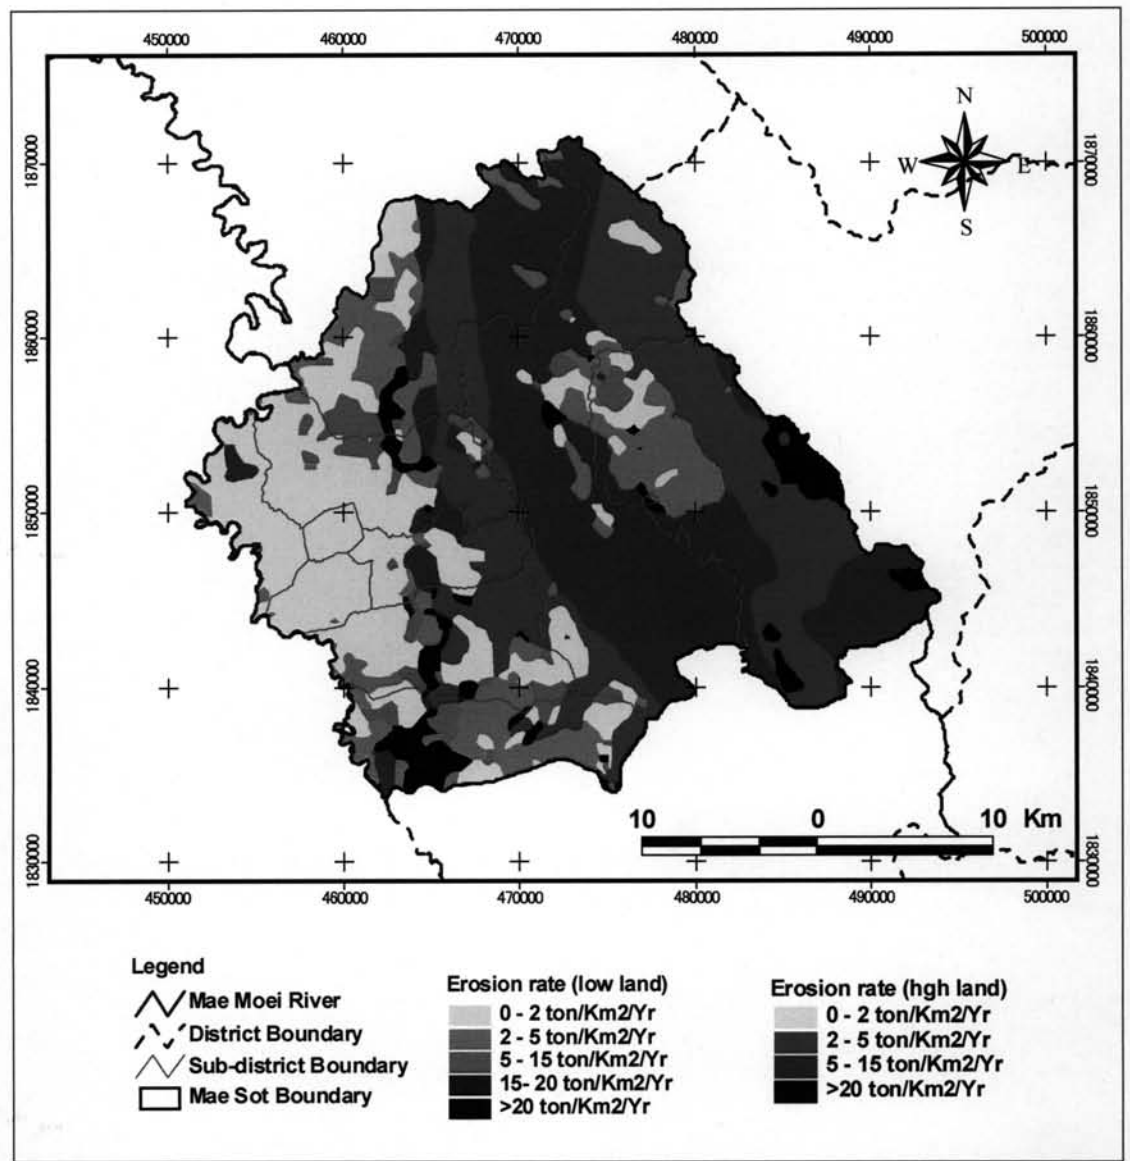 450000 460000 470000 480000 490000 500000
1870000 1870000
1860000 1860000
1850000 1850000
1840000 1840000
1830000 1830000
N
W E
S
10 0 10 Km
450000 460000 470000 480000 490000 500000
Legend
Mae Moei River
District Boundary
Sub-district Boundary
Mae Sot Boundary
Erosion rate (low land)
0 - 2 ton/Km2/Yr
2 - 5 ton/Km2/Yr
5 - 15 ton/Km2/Yr
15- 20 ton/Km2/Yr
>20 ton/Km2/Yr
Erosion rate (hgh land)
0 - 2 ton/Km2/Yr
2 - 5 ton/Km2/Yr
5 - 15 ton/Km2/Yr
>20 ton/Km2/Yr